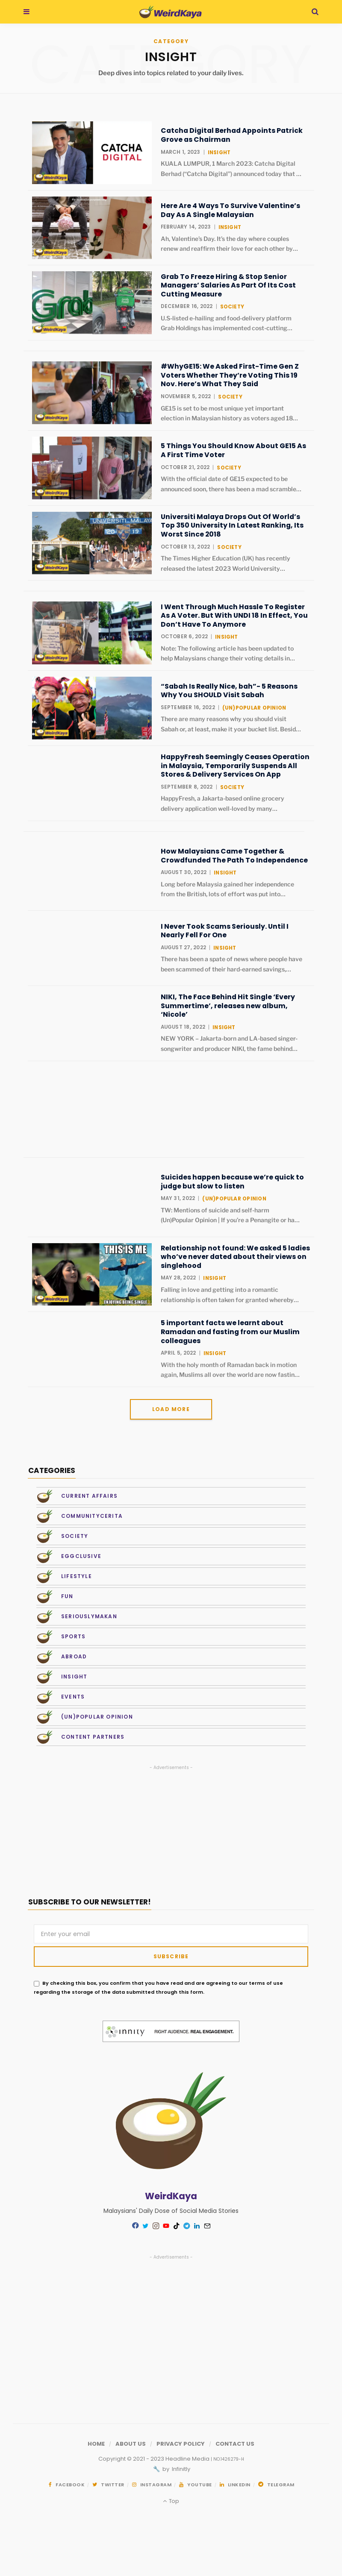 WeirdKaya
CATEGORY
INSIGHT
Deep dives into topics related to your daily lives.
CATCHA
DIGITAL
WeirdKaya
Catcha Digital Berhad Appoints Patrick
Grove as Chairman
MARCH 1, 2023 | INSIGHT
KUALA LUMPUR, 1 March 2023: Catcha Digital
Berhad (“Catcha Digital”) announced today that ...
WeirdKaya
Here Are 4 Ways To Survive Valentine’s
Day As A Single Malaysian
FEBRUARY 14, 2023 | INSIGHT
Ah, Valentine’s Day. It’s the day where couples
renew and reaffirm their love for each other by...
Grab
WeirdKaya
Grab To Freeze Hiring & Stop Senior
Managers’ Salaries As Part Of Its Cost
Cutting Measure
DECEMBER 16, 2022 | SOCIETY
U.S-listed e-hailing and food-delivery platform
Grab Holdings has implemented cost-cutting...
WeirdKaya
#WhyGE15: We Asked First-Time Gen Z
Voters Whether They’re Voting This 19
Nov. Here’s What They Said
NOVEMBER 5, 2022 | SOCIETY
GE15 is set to be most unique yet important
election in Malaysian history as voters aged 18...
WeirdKaya
5 Things You Should Know About GE15 As
A First Time Voter
OCTOBER 21, 2022 | SOCIETY
With the official date of GE15 expected to be
announced soon, there has been a mad scramble...
WeirdKaya
Universiti Malaya Drops Out Of World’s
Top 350 University In Latest Ranking, Its
Worst Since 2018
OCTOBER 13, 2022 | SOCIETY
The Times Higher Education (UK) has recently
released the latest 2023 World University...
WeirdKaya
I Went Through Much Hassle To Register
As A Voter. But With UNDI 18 In Effect, You
Don’t Have To Anymore
OCTOBER 6, 2022 | INSIGHT
Note: The following article has been updated to
help Malaysians change their voting details in...
WeirdKaya
“Sabah Is Really Nice, bah”- 5 Reasons
Why You SHOULD Visit Sabah
SEPTEMBER 16, 2022 | (UN)POPULAR OPINION
There are many reasons why you should visit
Sabah or, at least, make it your bucket list. Besid...
HappyFresh Seemingly Ceases Operation
in Malaysia, Temporarily Suspends All
Stores & Delivery Services On App
SEPTEMBER 8, 2022 | SOCIETY
HappyFresh, a Jakarta-based online grocery
delivery application well-loved by many...
How Malaysians Came Together &
Crowdfunded The Path To Independence
AUGUST 30, 2022 | INSIGHT
Long before Malaysia gained her independence
from the British, lots of effort was put into...
I Never Took Scams Seriously. Until I
Nearly Fell For One
AUGUST 27, 2022 | INSIGHT
There has been a spate of news where people have
been scammed of their hard-earned savings,...
NIKI, The Face Behind Hit Single ‘Every
Summertime’, releases new album,
‘Nicole’
AUGUST 18, 2022 | INSIGHT
NEW YORK – Jakarta-born and LA-based singer-
songwriter and producer NIKI, the fame behind...
Suicides happen because we’re quick to
judge but slow to listen
MAY 31, 2022 | (UN)POPULAR OPINION
TW: Mentions of suicide and self-harm
(Un)Popular Opinion | If you’re a Penangite or ha...
THIS IS ME
ENJOYING BEING SINGLE
WeirdKaya
Relationship not found: We asked 5 ladies
who’ve never dated about their views on
singlehood
MAY 28, 2022 | INSIGHT
Falling in love and getting into a romantic
relationship is often taken for granted whereby...
5 important facts we learnt about
Ramadan and fasting from our Muslim
colleagues
APRIL 5, 2022 | INSIGHT
With the holy month of Ramadan back in motion
again, Muslims all over the world are now fastin...
LOAD MORE
CATEGORIES
CURRENT AFFAIRS
COMMUNITYCERITA
SOCIETY
EGGCLUSIVE
LIFESTYLE
FUN
SERIOUSLYMAKAN
SPORTS
ABROAD
INSIGHT
EVENTS
(UN)POPULAR OPINION
CONTENT PARTNERS
- Advertisements -
SUBSCRIBE TO OUR NEWSLETTER!
Enter your email
SUBSCRIBE
By checking this box, you confirm that you have read and are agreeing to our terms of use
regarding the storage of the data submitted through this form.
innity RIGHT AUDIENCE. REAL ENGAGEMENT.
WeirdKaya
Malaysians' Daily Dose of Social Media Stories
- Advertisements -
HOME | ABOUT US | PRIVACY POLICY | CONTACT US
Copyright © 2021 - 2023 Headline Media | NO1426279-H
by Infinitly
FACEBOOK / TWITTER / INSTAGRAM / YOUTUBE / LINKEDIN / TELEGRAM
Top